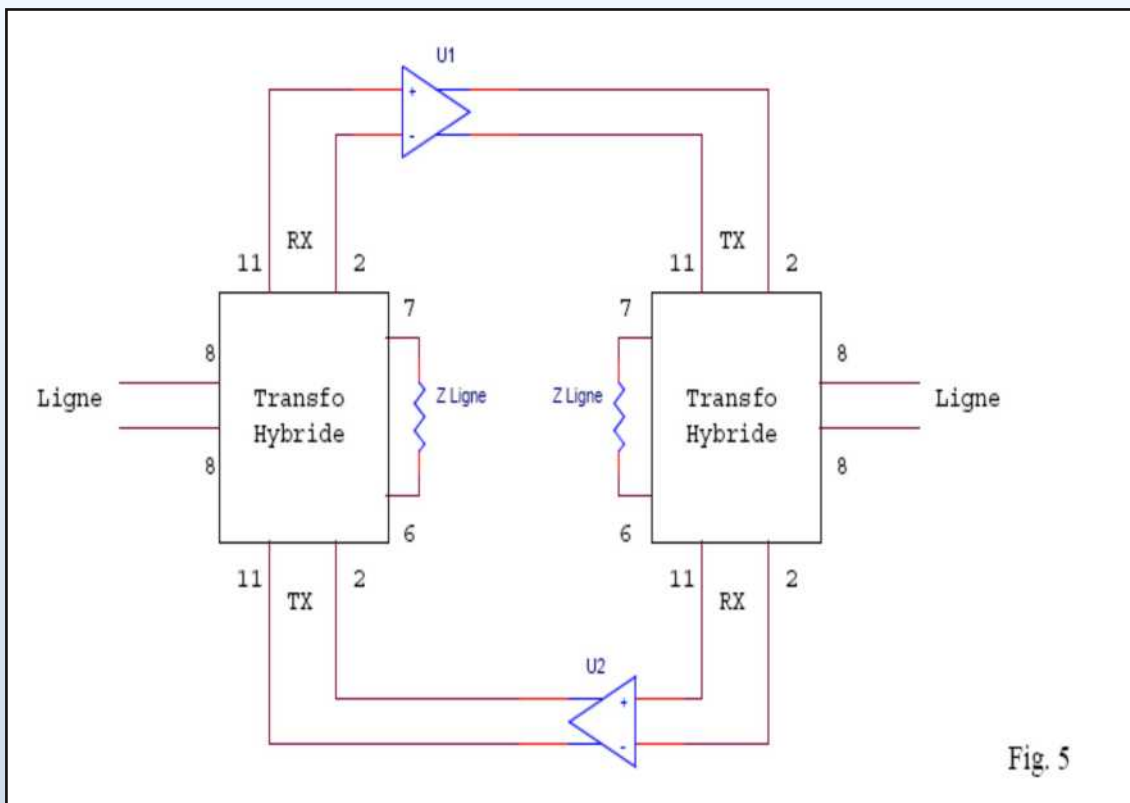 U1
+
-
RX
TX
11
2
11
2
7
7
8
8
Ligne
Transfo
Hybride
Z Ligne
Z Ligne
Transfo
Hybride
Ligne
8
8
6
6
11
2
11
2
TX
RX
U2
+
-
Fig. 5